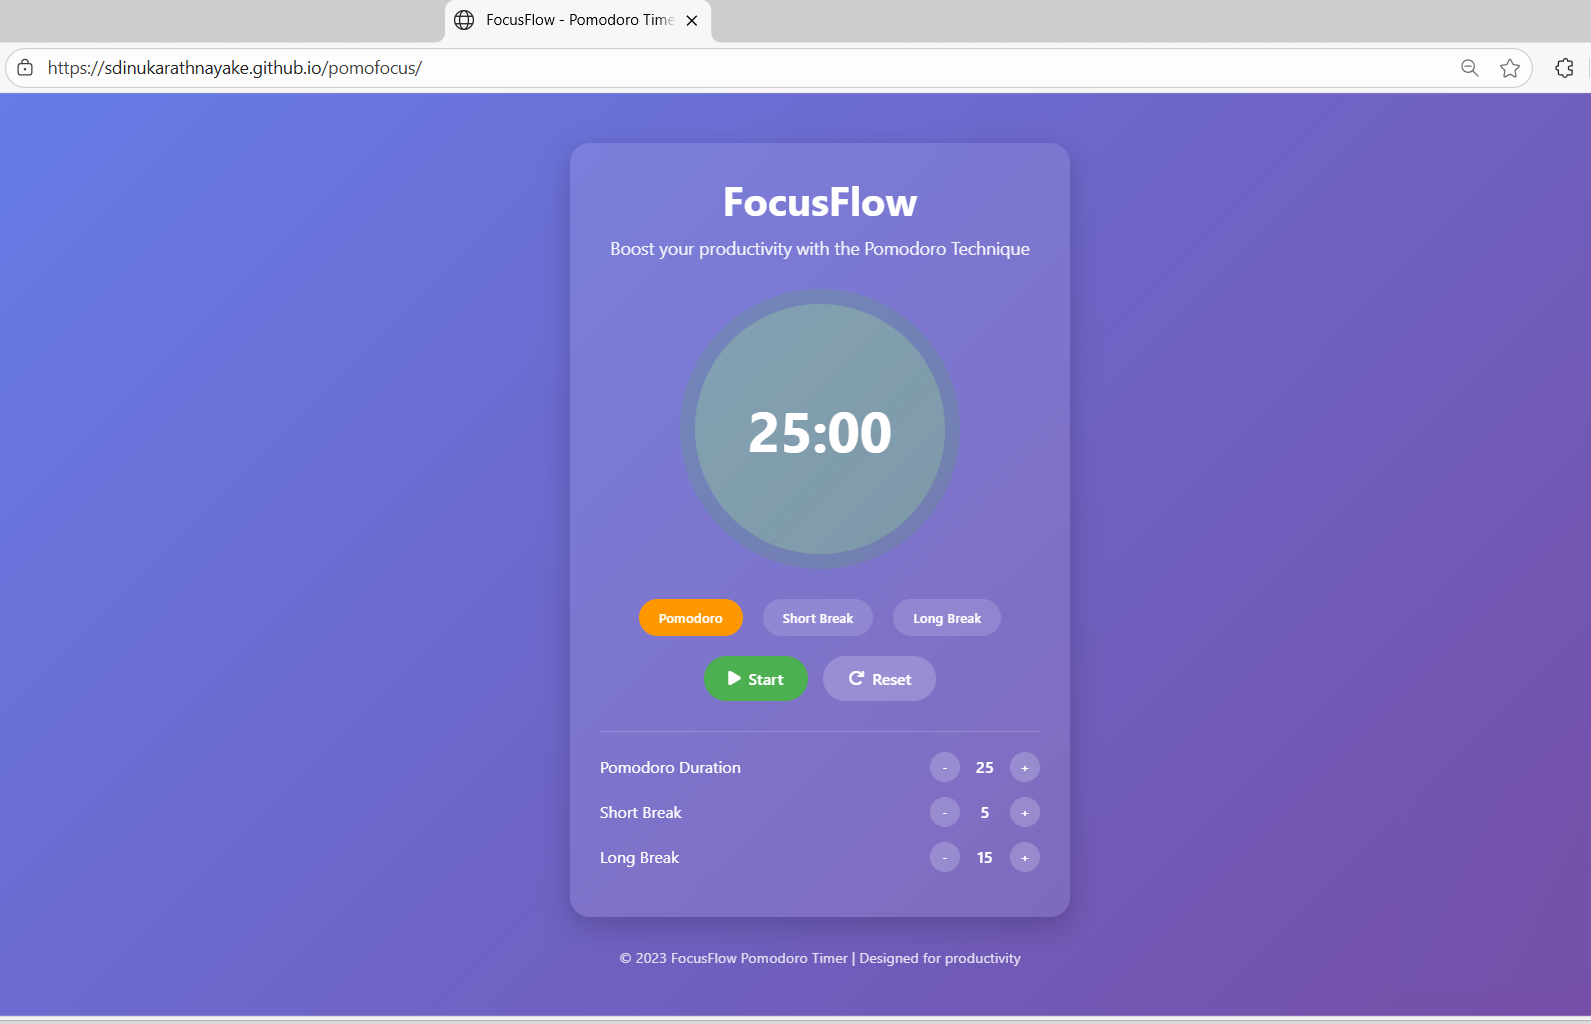 FocusFlow - Pomodoro Time
https://sdinukarathnayake.github.io/pomofocus/
FocusFlow
Boost your productivity with the Pomodoro Technique
25:00
Pomodoro Short Break Long Break
Start Reset
Pomodoro Duration - 25 +
Short Break - 5 +
Long Break - 15 +
© 2023 FocusFlow Pomodoro Timer | Designed for productivity